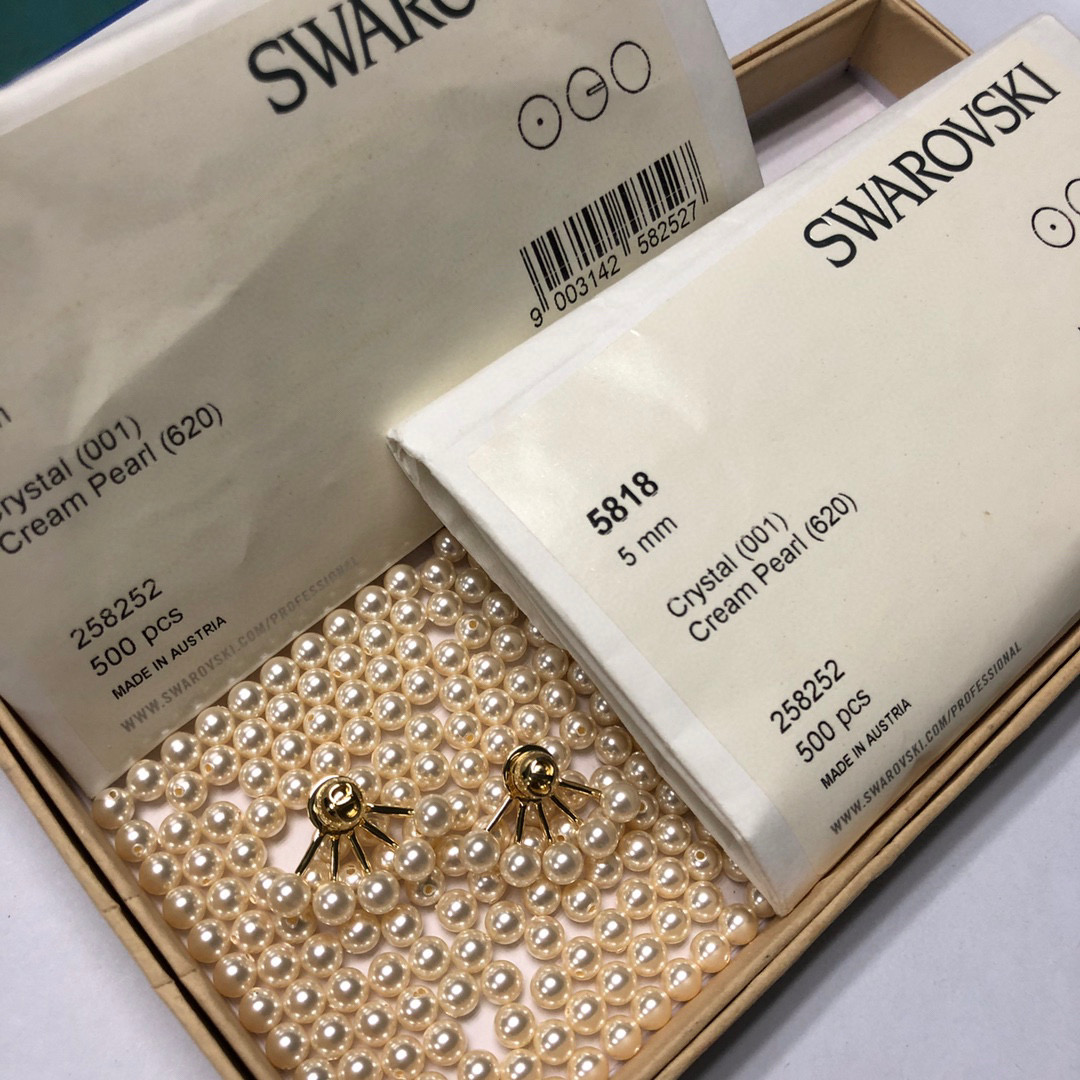 SWARO
9 003142 582527
Crystal (001)
Cream Pearl (620)
258252
500 pcs
MADE IN AUSTRIA
WWW.SWAROVSKI.COM/PROFESSIONAL
SWAROVSKI
5818
5 mm
Crystal (001)
Cream Pearl (620)
258252
500 pcs
MADE IN AUSTRIA
WWW.SWAROVSKI.COM/PROFESSIONAL